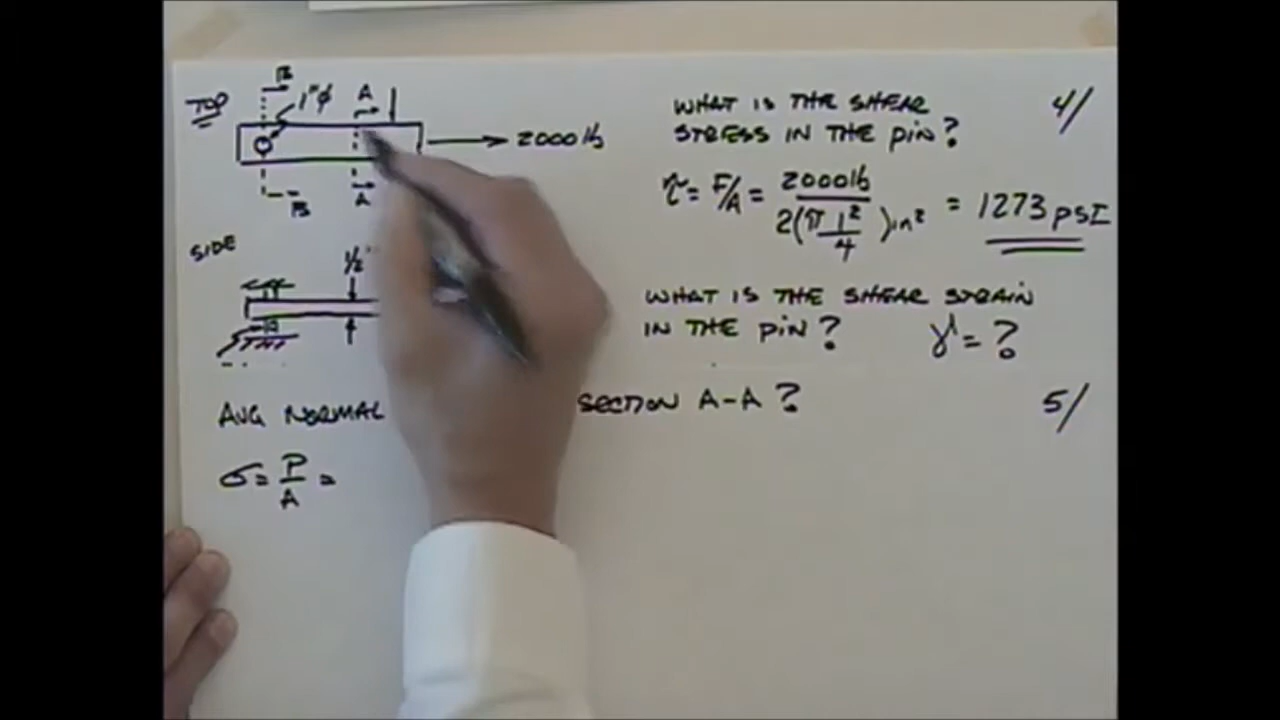 B
TOP
1"φ
A
2000 lb
B
A
SIDE
1/2"
WHAT IS THE SHEAR
STRESS IN THE PIN?
4/
τ = F/A = 2000 lb / 2(π 1²/4) in² = 1273 PSI
WHAT IS THE SHEAR STRAIN
IN THE PIN? γ = ?
AVG NORMAL SECTION A-A ?
5/
σ = P/A =